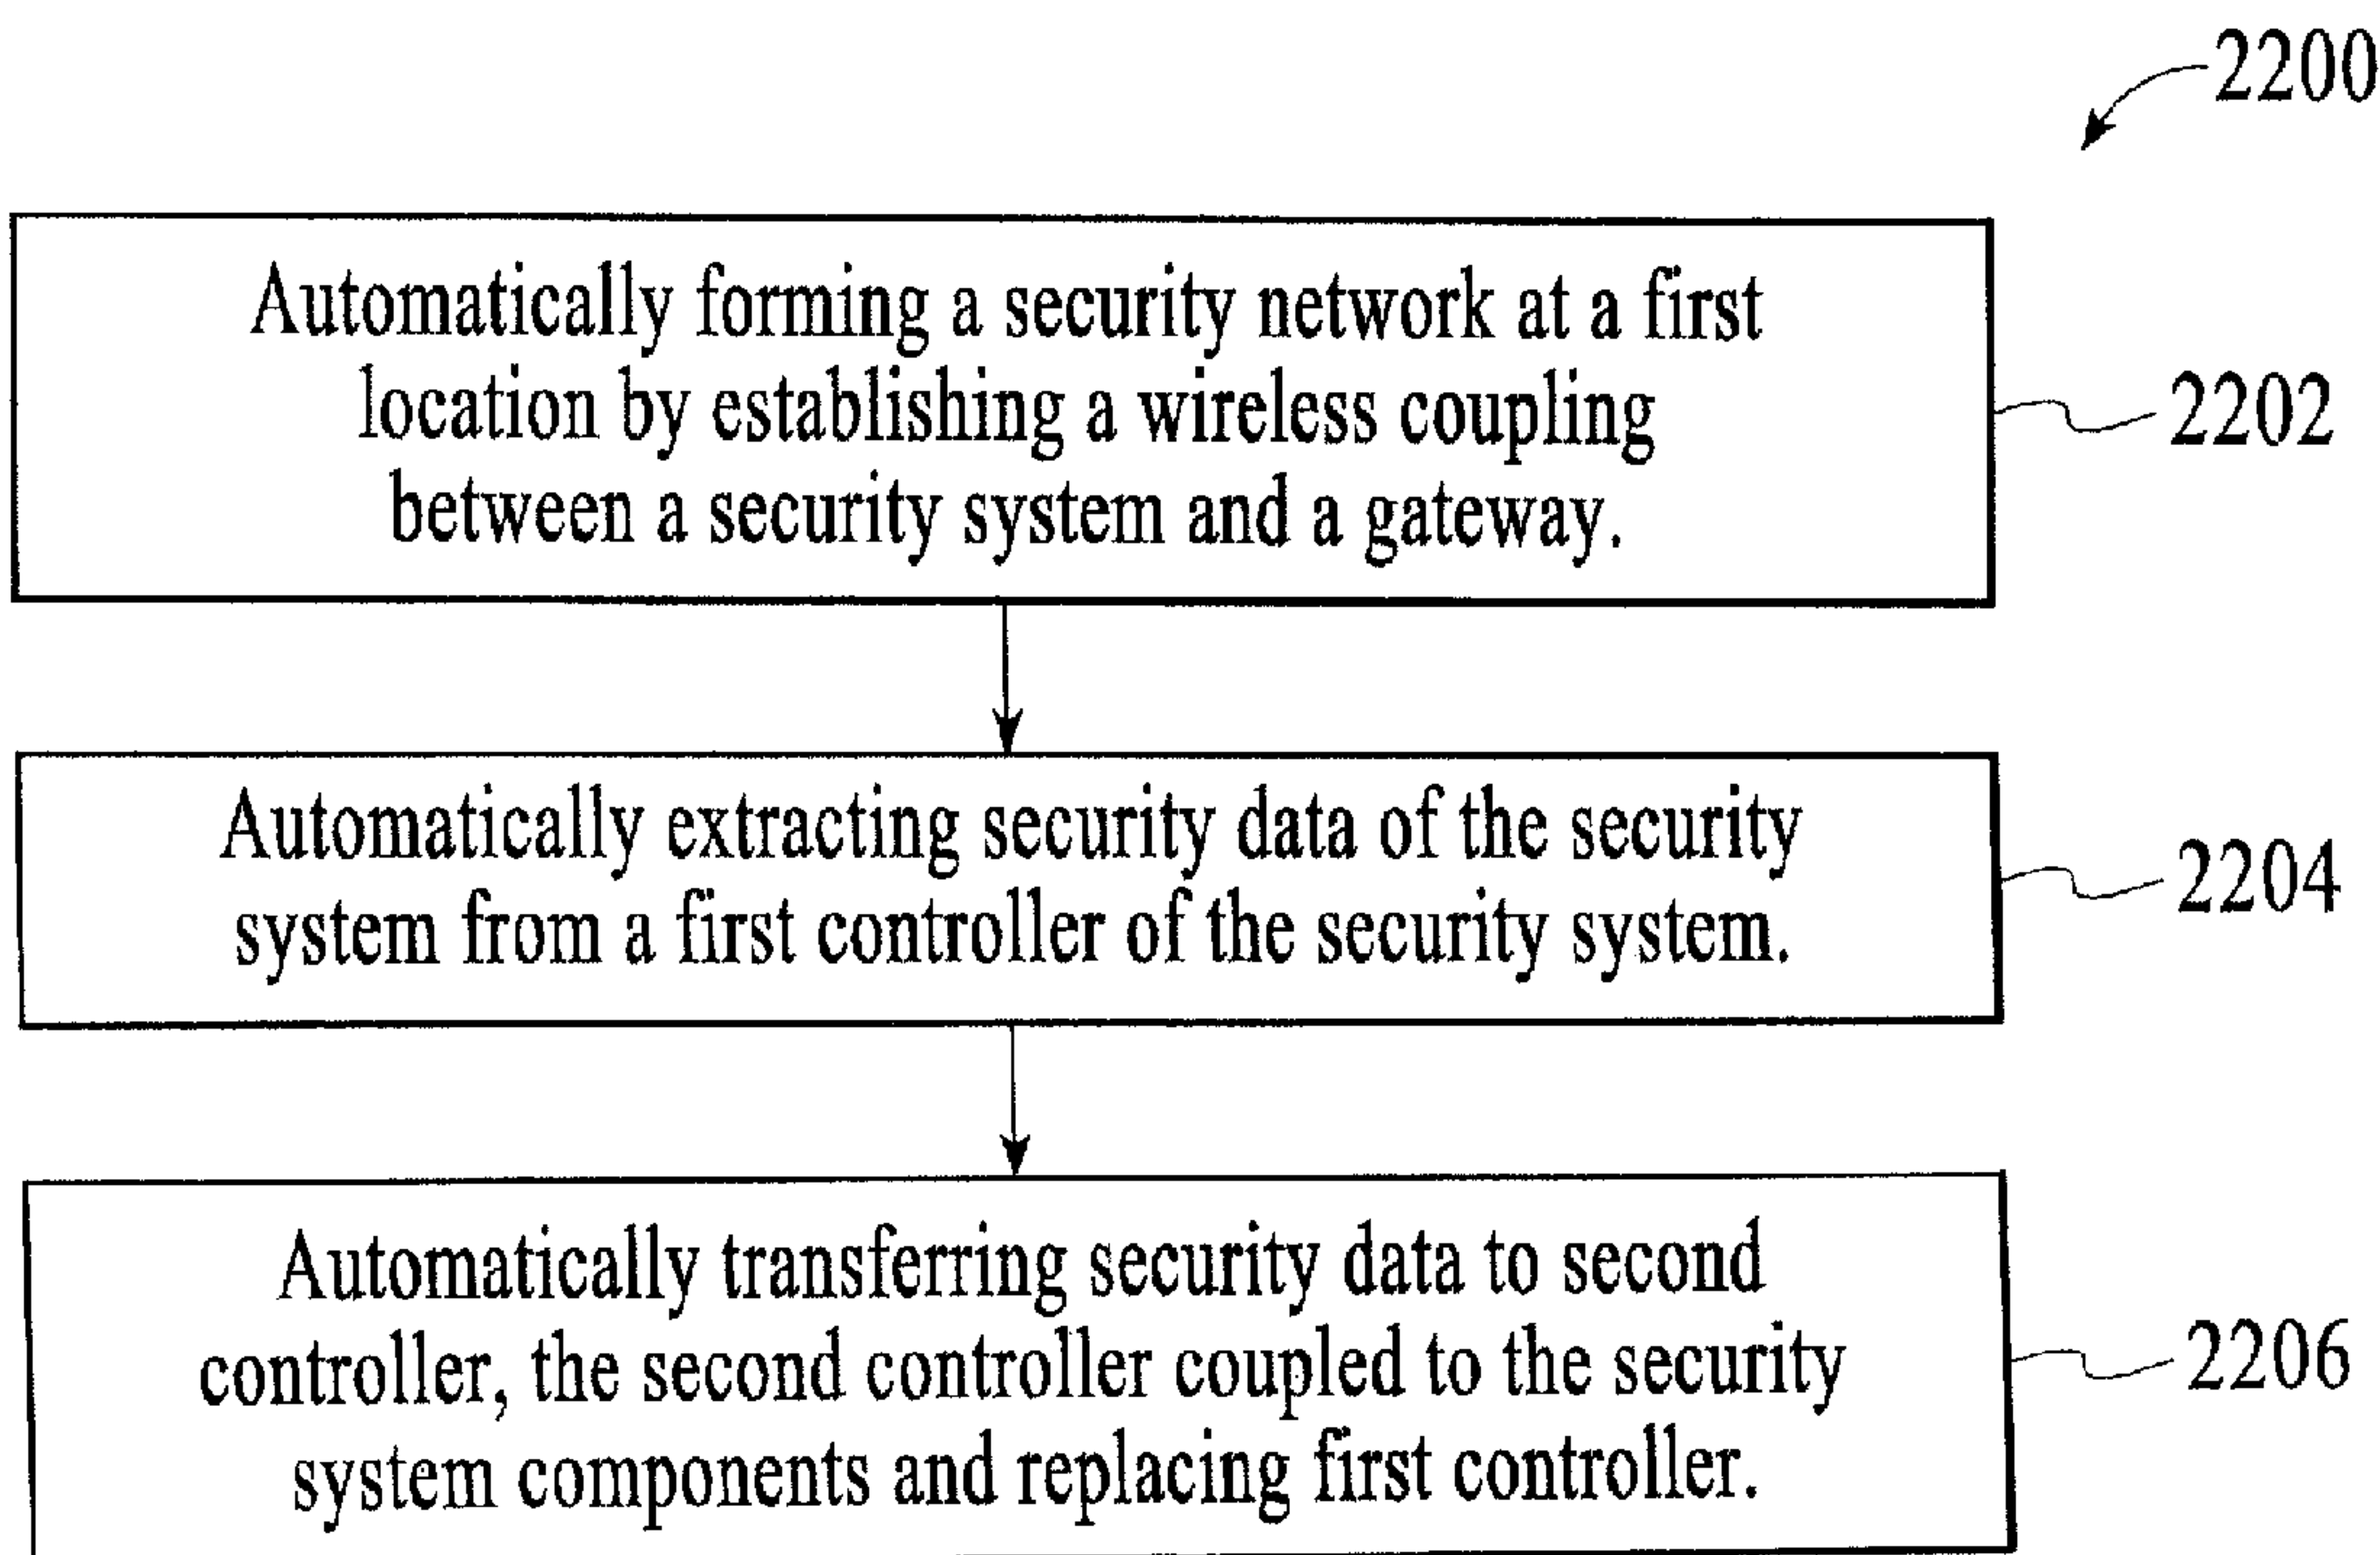 2200
Automatically forming a security network at a first
location by establishing a wireless coupling
between a security system and a gateway.
2202
Automatically extracting security data of the security
system from a first controller of the security system.
2204
Automatically transferring security data to second
controller, the second controller coupled to the security
system components and replacing first controller.
2206